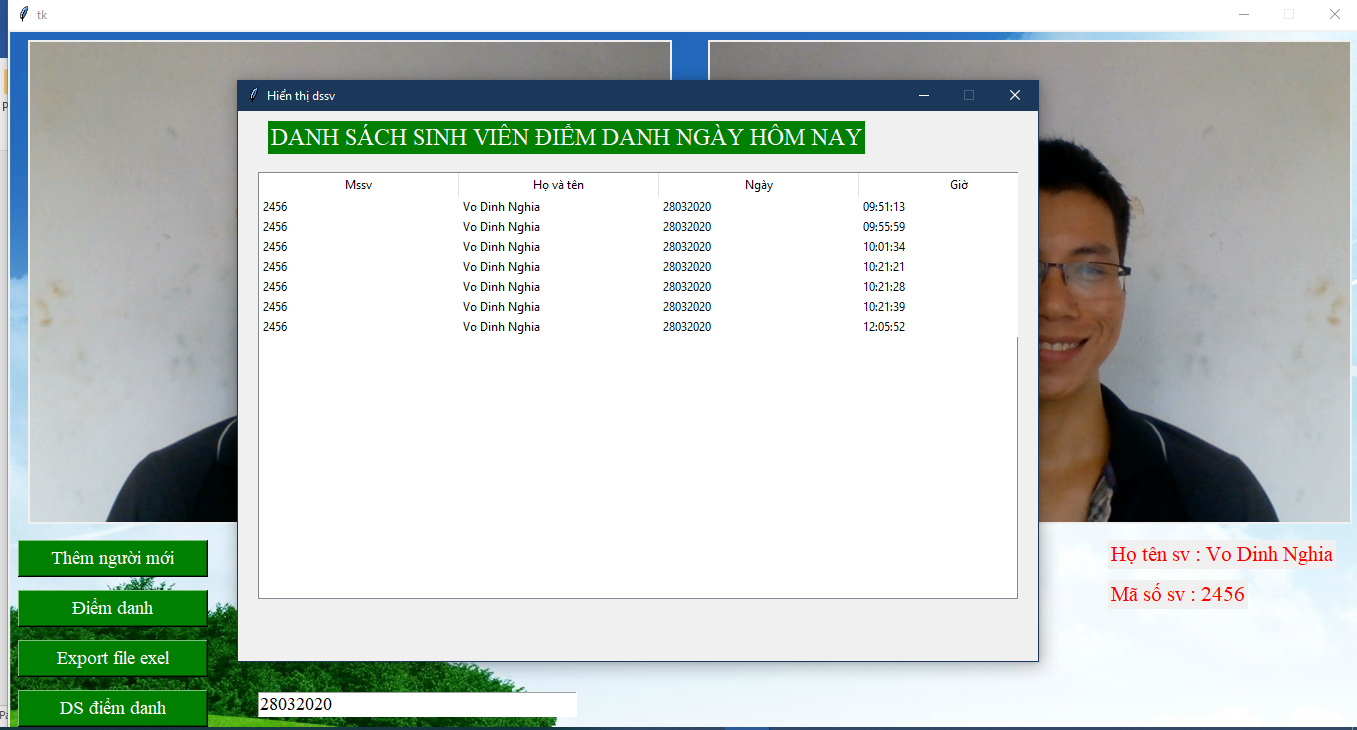 tk
Hiển thị dssv
DANH SÁCH SINH VIÊN ĐIỂM DANH NGÀY HÔM NAY
Mssv Họ và tên Ngày Giờ
2456 Vo Dinh Nghia 28032020 09:51:13
2456 Vo Dinh Nghia 28032020 09:55:59
2456 Vo Dinh Nghia 28032020 10:01:34
2456 Vo Dinh Nghia 28032020 10:21:21
2456 Vo Dinh Nghia 28032020 10:21:28
2456 Vo Dinh Nghia 28032020 10:21:39
2456 Vo Dinh Nghia 28032020 12:05:52
Thêm người mới
Họ tên sv : Vo Dinh Nghia
Điểm danh
Mã số sv : 2456
Export file exel
DS điểm danh
28032020